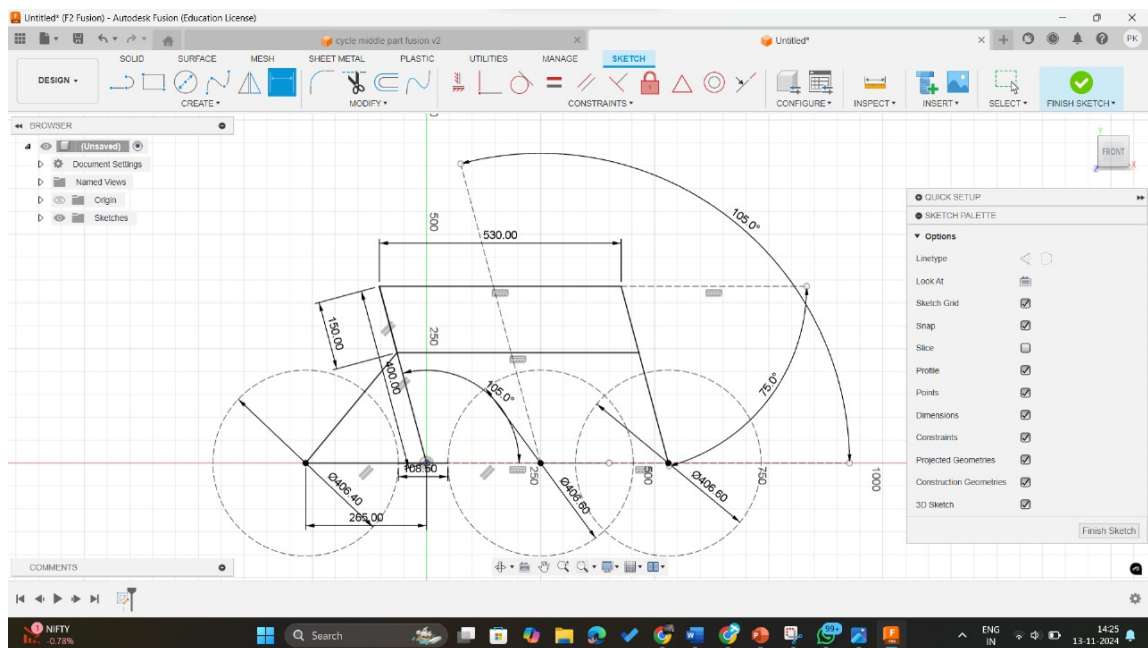 Untitled* (F2 Fusion) - Autodesk Fusion (Education License)
cycle middle part fusion v2
Untitled*
PK
DESIGN
SOLID SURFACE MESH SHEET METAL PLASTIC UTILITIES MANAGE SKETCH
CREATE MODIFY CONSTRAINTS CONFIGURE INSPECT INSERT SELECT FINISH SKETCH
BROWSER
(Unsaved)
Document Settings
Named Views
Origin
Sketches
Y
FRONT
Z X
QUICK SETUP
SKETCH PALETTE
Options
Linetype
Look At
Sketch Grid
Snap
Slice
Profile
Points
Dimensions
Constraints
Projected Geometries
Construction Geometries
3D Sketch
Finish Sketch
105.0°
500
530.00
150.00
250
400.00
105.0°
75.0°
108.50
250
500
750
1000
Ø406.40
Ø406.60
Ø406.60
265.00
COMMENTS
1
NIFTY
-0.78%
Search
99+
ENG
IN
14:25
13-11-2024